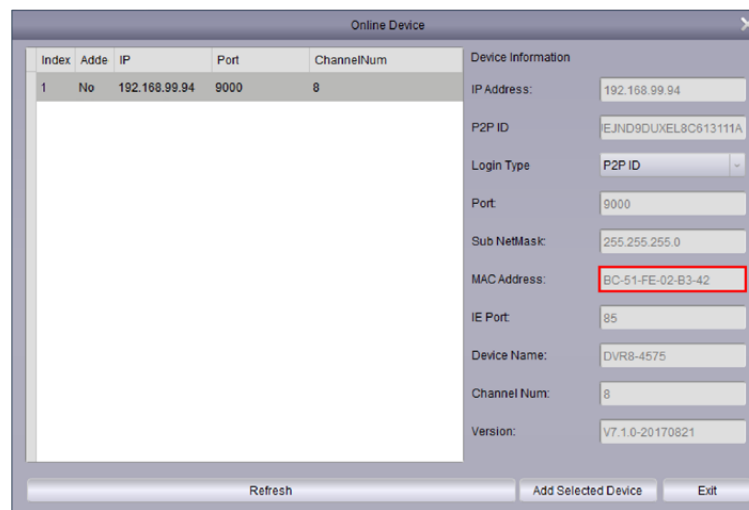 Online Device
Index Adde IP Port ChannelNum
1 No 192.168.99.94 9000 8
Device Information
IP Address: 192.168.99.94
P2P ID EJND9DUXEL8C613111A
Login Type P2P ID
Port: 9000
Sub NetMask: 255.255.255.0
MAC Address: BC-51-FE-02-B3-42
IE Port: 85
Device Name: DVR8-4575
Channel Num: 8
Version: V7.1.0-20170821
Refresh Add Selected Device Exit